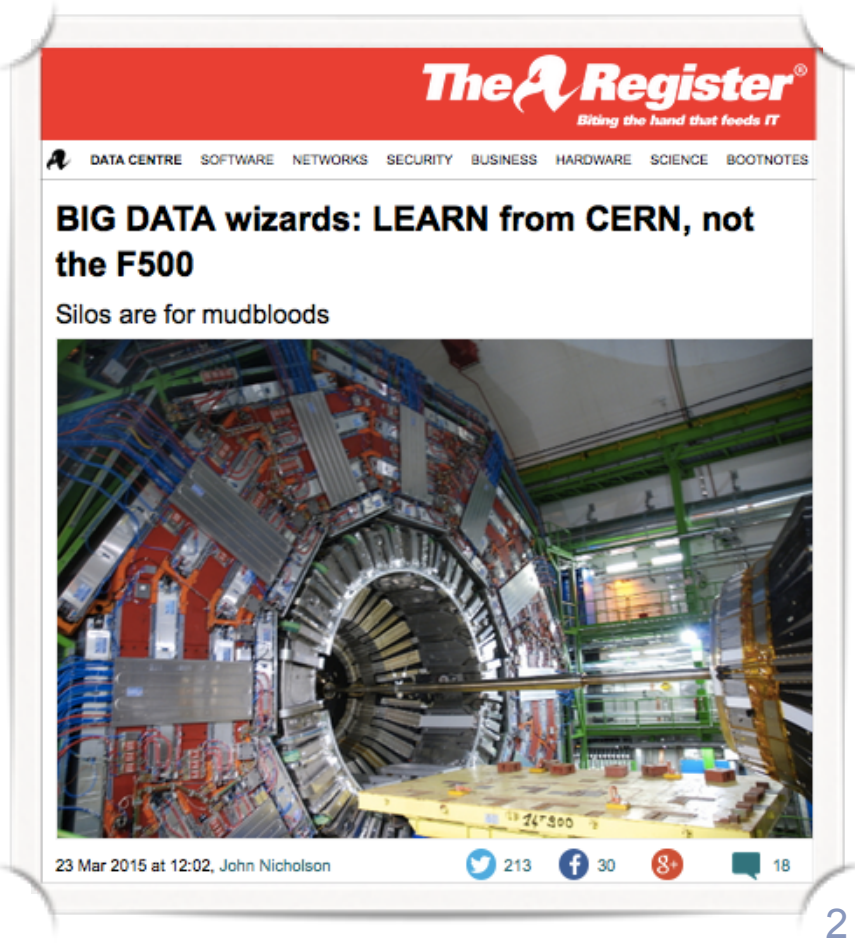 The Register®
Biting the hand that feeds IT
DATA CENTRE SOFTWARE NETWORKS SECURITY BUSINESS HARDWARE SCIENCE BOOTNOTES
BIG DATA wizards: LEARN from CERN, not
the F500
Silos are for mudbloods
14T900
23 Mar 2015 at 12:02, John Nicholson 213 30 8+ 18
2